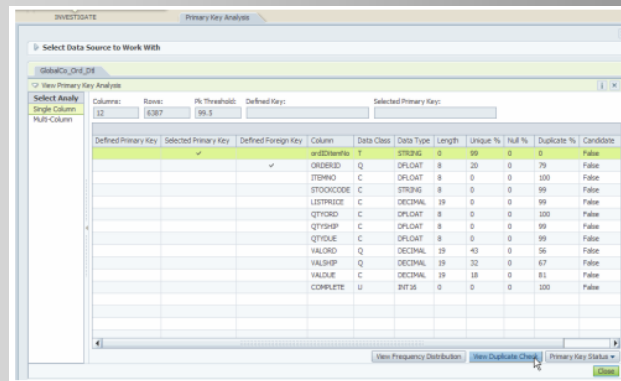 INVESTIGATE Primary Key Analysis
Select Data Source to Work With
GlobalCo_Ord_Dtl
View Primary Key Analysis
Select Analy
Single Column
Multi-Column
Columns: Rows: Pk Threshold: Defined Key: Selected Primary Key:
12 6387 99.3
Defined Primary Key Selected Primary Key Defined Foreign Key Column Data Class Data Type Length Unique % Null % Duplicate % Candidate
ordIDItemNo T STRING 0 99 0 0 False
ORDERID Q DFLOAT 8 20 0 79 False
ITEMNO C DFLOAT 8 0 0 100 False
STOCKCODE C STRING 8 0 0 99 False
LISTPRICE C DECIMAL 19 0 0 99 False
QTYORD C DFLOAT 8 0 0 100 False
QTYSHIP C DFLOAT 8 0 0 99 False
QTYDUE C DFLOAT 8 0 0 99 False
VALORD Q DECIMAL 19 43 0 56 False
VALSHIP Q DECIMAL 19 32 0 67 False
VALDUE C DECIMAL 19 18 0 81 False
COMPLETE U INT16 0 0 0 100 False
View Frequency Distribution View Duplicate Check Primary Key Status
Close